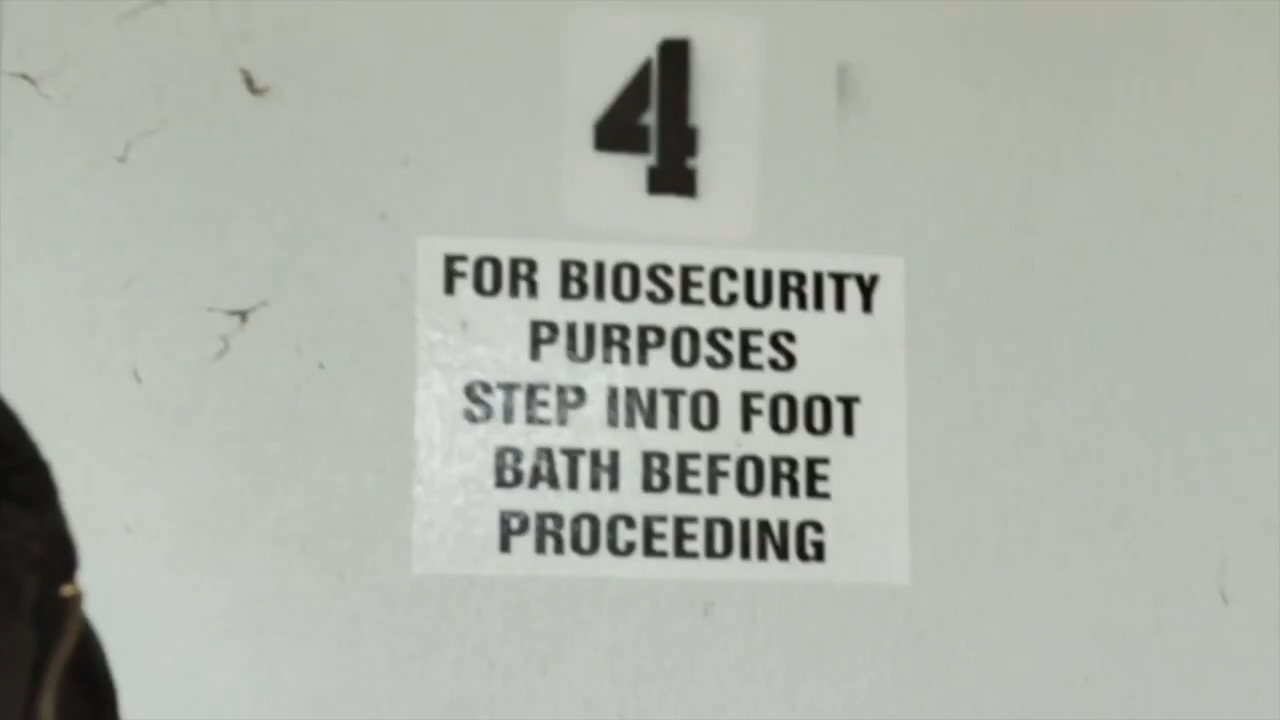 4
FOR BIOSECURITY
PURPOSES
STEP INTO FOOT
BATH BEFORE
PROCEEDING